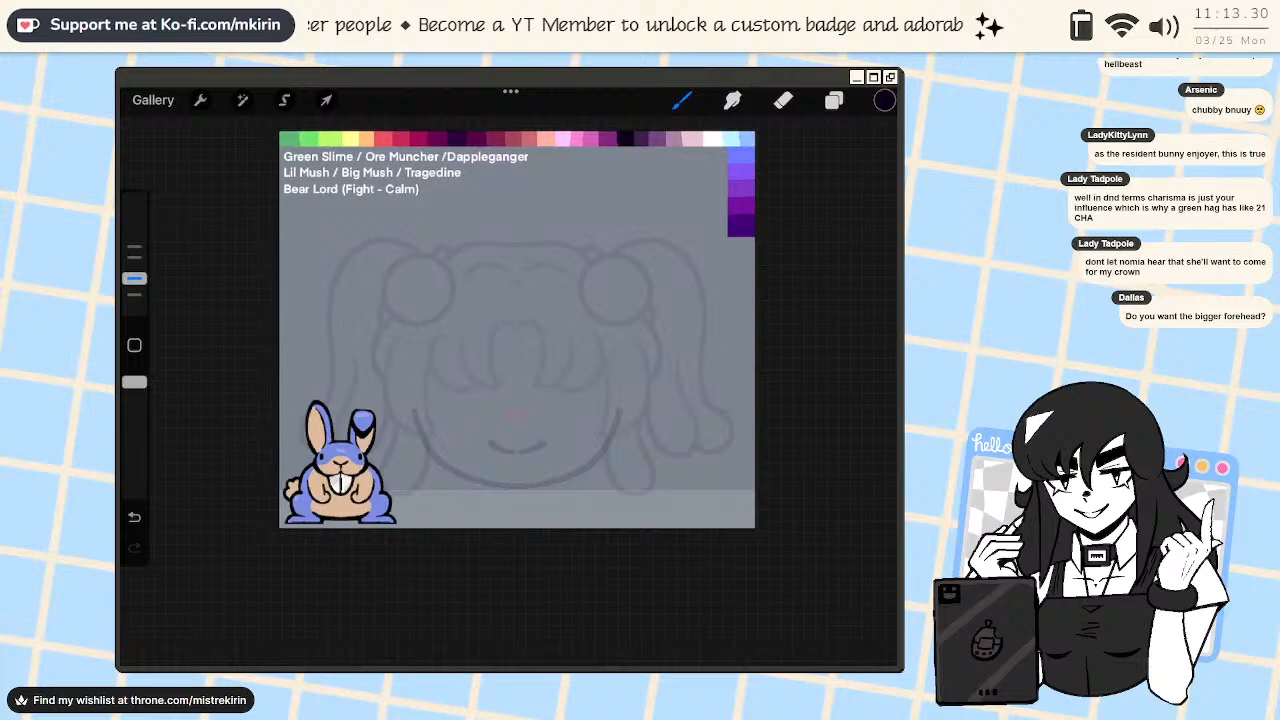 Support me at Ko-fi.com/mkirin
er people ◆ Become a YT Member to unlock a custom badge and adorab
11:13.30
03/25 Mon
hellbeast
Arsenic
chubby bruuy 🥺
LadyKittyLynn
as the resident bunny enjoyer, this is true
Lady Tadpole
well in dnd terms charisma is just your
influence which is why a green hag has like 21
CHA
Lady Tadpole
dont let nomia hear that she'll want to come
for my crown
Dallas
Do you want the bigger forehead?
Gallery
Green Slime / Ore Muncher /Dappleganger
Lil Mush / Big Mush / Tragedine
Bear Lord (Fight - Calm)
hello
Find my wishlist at throne.com/mistrekirin